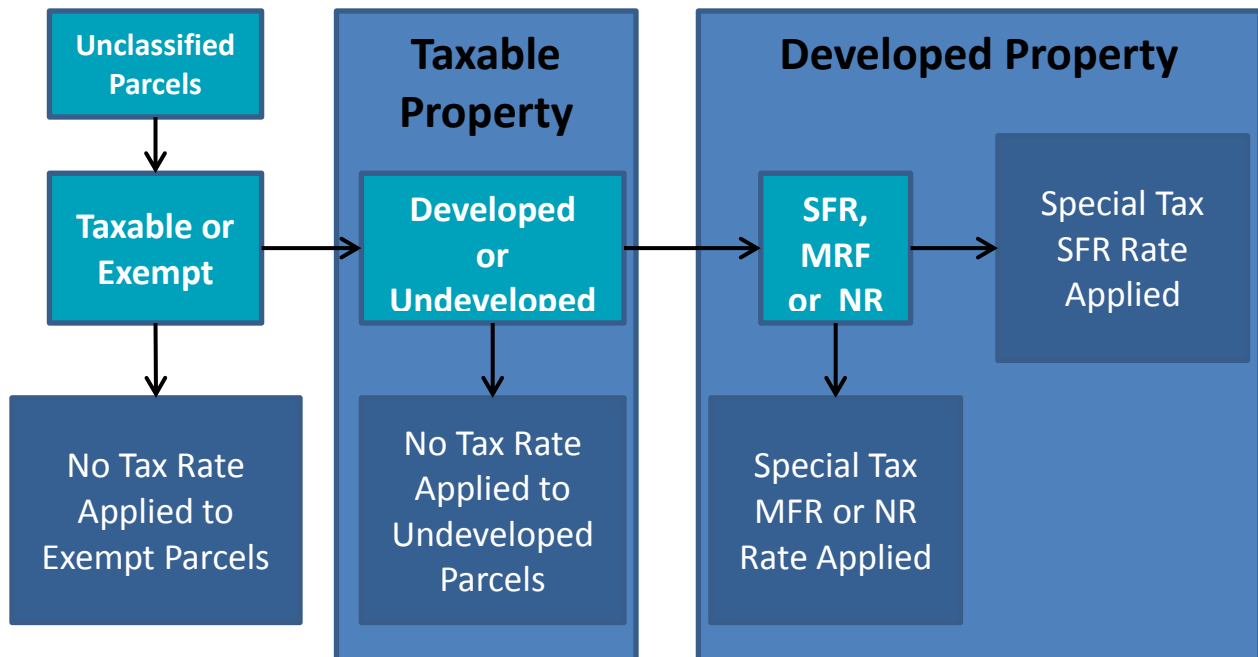 Unclassified
Parcels
Taxable
Property
Developed Property
Taxable or
Exempt
Developed
or
Undeveloped
SFR,
MRF
or NR
Special Tax
SFR Rate
Applied
No Tax Rate
Applied to
Exempt Parcels
No Tax Rate
Applied to
Undeveloped
Parcels
Special Tax
MFR or NR
Rate Applied